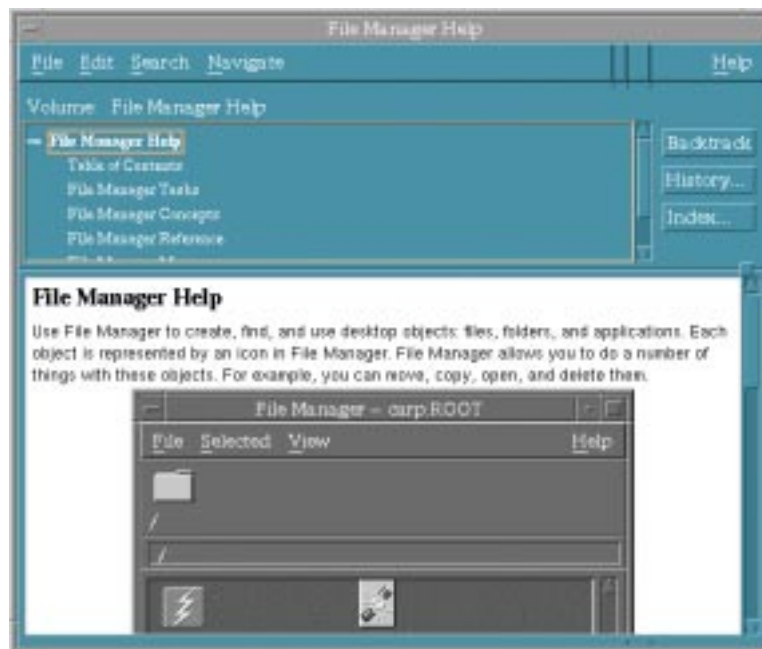 File Manager Help
File Edit Search Navigate Help
Volume: File Manager Help
File Manager Help
Table of Contents
File Manager Tasks
File Manager Concepts
File Manager Reference
Backtrack
History...
Index...
File Manager Help
Use File Manager to create, find, and use desktop objects: files, folders, and applications. Each
object is represented by an icon in File Manager. File Manager allows you to do a number of
things with these objects. For example, you can move, copy, open, and delete them.
File Manager - carp:ROOT
File Selected View Help
/
/